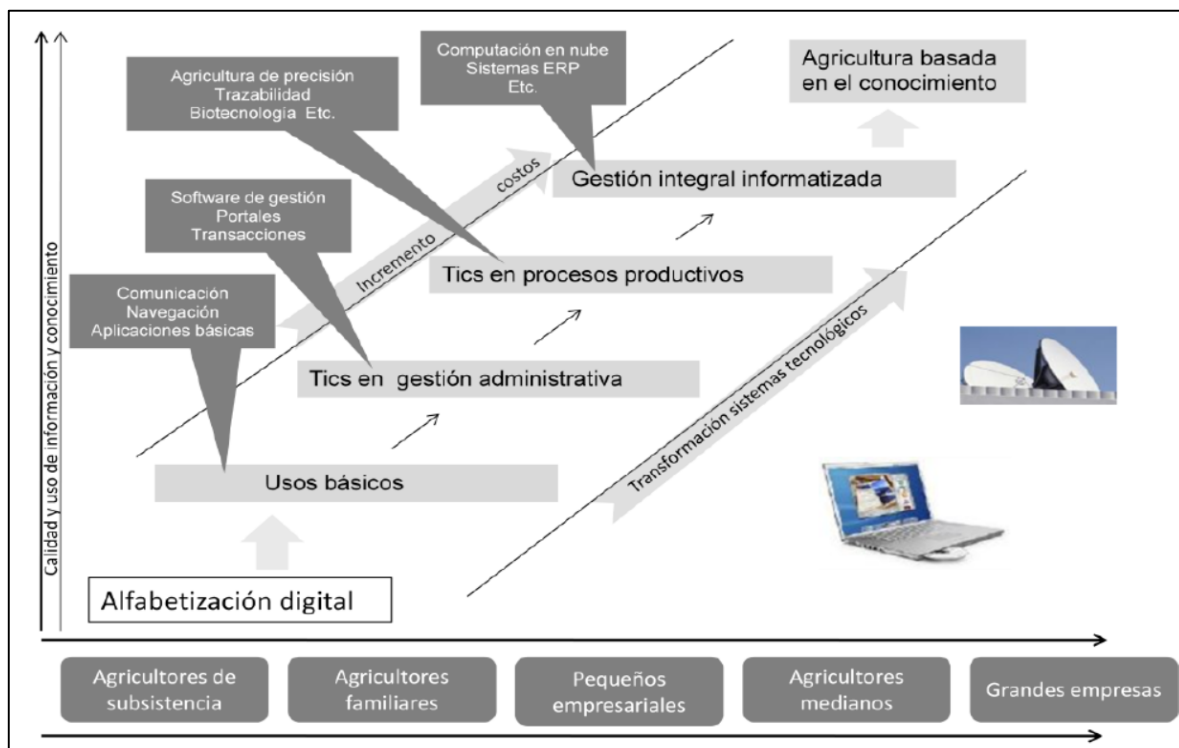 Computación en nube
Sistemas ERP
Etc.
Agricultura basada
en el conocimiento
Agricultura de precisión
Trazabilidad
Biotecnología Etc.
Gestión integral informatizada
Incremento costos
Software de gestión
Portales
Transacciones
Tics en procesos productivos
Comunicación
Navegación
Aplicaciones básicas
Tics en gestión administrativa
Transformación sistemas tecnológicos
Usos básicos
Calidad y uso de información y conocimiento
Alfabetización digital
Agricultores de
subsistencia
Agricultores
familiares
Pequeños
empresariales
Agricultores
medianos
Grandes empresas